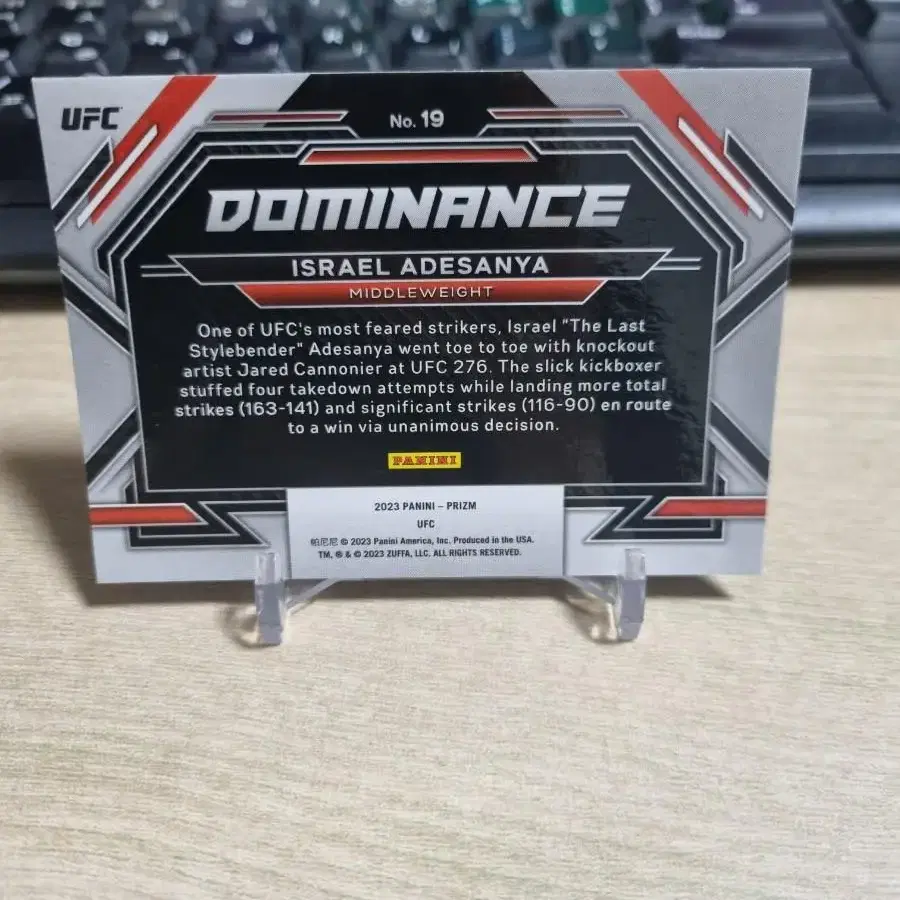 UFC
No. 19
DOMINANCE
ISRAEL ADESANYA
MIDDLEWEIGHT
One of UFC's most feared strikers, Israel "The Last
Stylebender" Adesanya went toe to toe with knockout
artist Jared Cannonier at UFC 276. The slick kickboxer
stuffed four takedown attempts while landing more total
strikes (163-141) and significant strikes (116-90) en route
to a win via unanimous decision.
PANINI
2023 PANINI – PRIZM
UFC
帕尼尼 © 2023 Panini America, Inc. Produced in the USA.
TM, ® & © 2023 ZUFFA, LLC. ALL RIGHTS RESERVED.